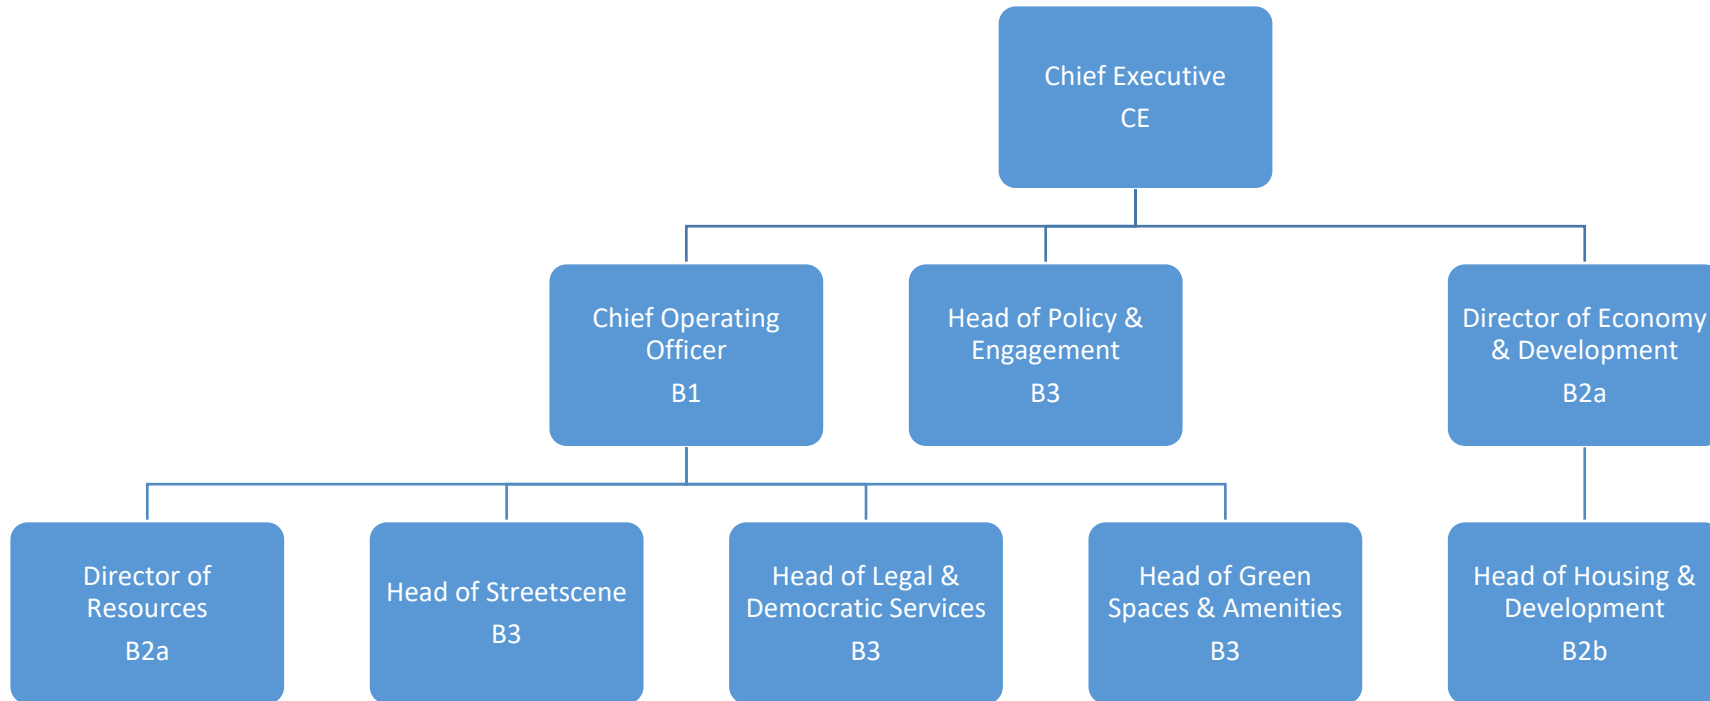 Chief Executive
CE
Chief Operating
Officer
B1
Head of Policy &
Engagement
B3
Director of Economy
& Development
B2a
Director of
Resources
B2a
Head of Streetscene
B3
Head of Legal &
Democratic Services
B3
Head of Green
Spaces & Amenities
B3
Head of Housing &
Development
B2b